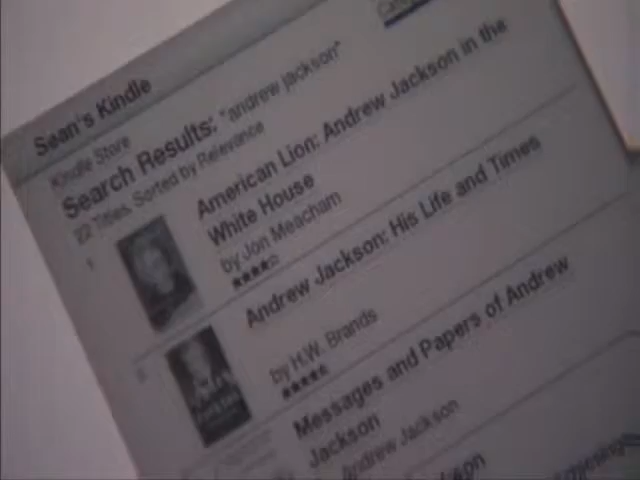 Sean's Kindle
Kindle Store
Search Results: "andrew jackson"
22 Titles, Sorted by Relevance
American Lion: Andrew Jackson in the
White House
by Jon Meacham
Andrew Jackson: His Life and Times
by H.W. Brands
Messages and Papers of Andrew
Jackson
Andrew Jackson